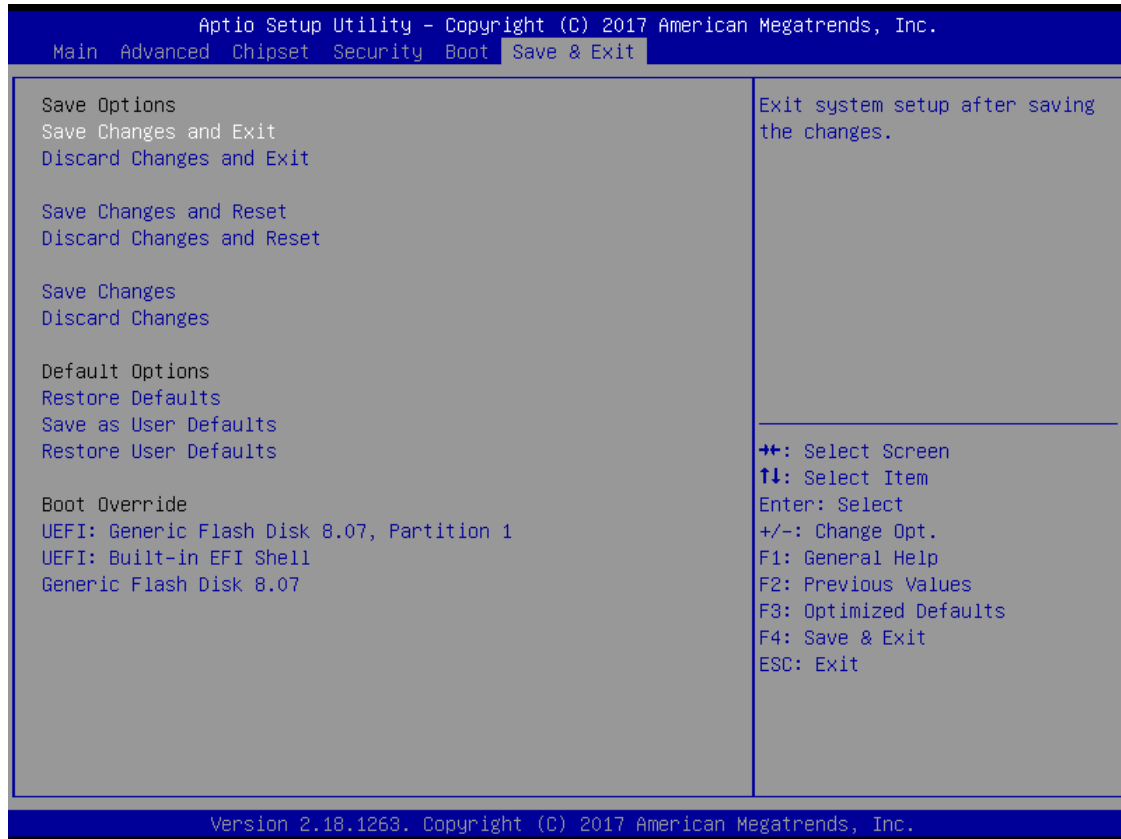 Aptio Setup Utility – Copyright (C) 2017 American Megatrends, Inc.
Main Advanced Chipset Security Boot Save & Exit
Save Options
Save Changes and Exit
Discard Changes and Exit
Save Changes and Reset
Discard Changes and Reset
Save Changes
Discard Changes
Default Options
Restore Defaults
Save as User Defaults
Restore User Defaults
Boot Override
UEFI: Generic Flash Disk 8.07, Partition 1
UEFI: Built-in EFI Shell
Generic Flash Disk 8.07
Exit system setup after saving
the changes.
→←: Select Screen
↑↓: Select Item
Enter: Select
+/-: Change Opt.
F1: General Help
F2: Previous Values
F3: Optimized Defaults
F4: Save & Exit
ESC: Exit
Version 2.18.1263. Copyright (C) 2017 American Megatrends, Inc.